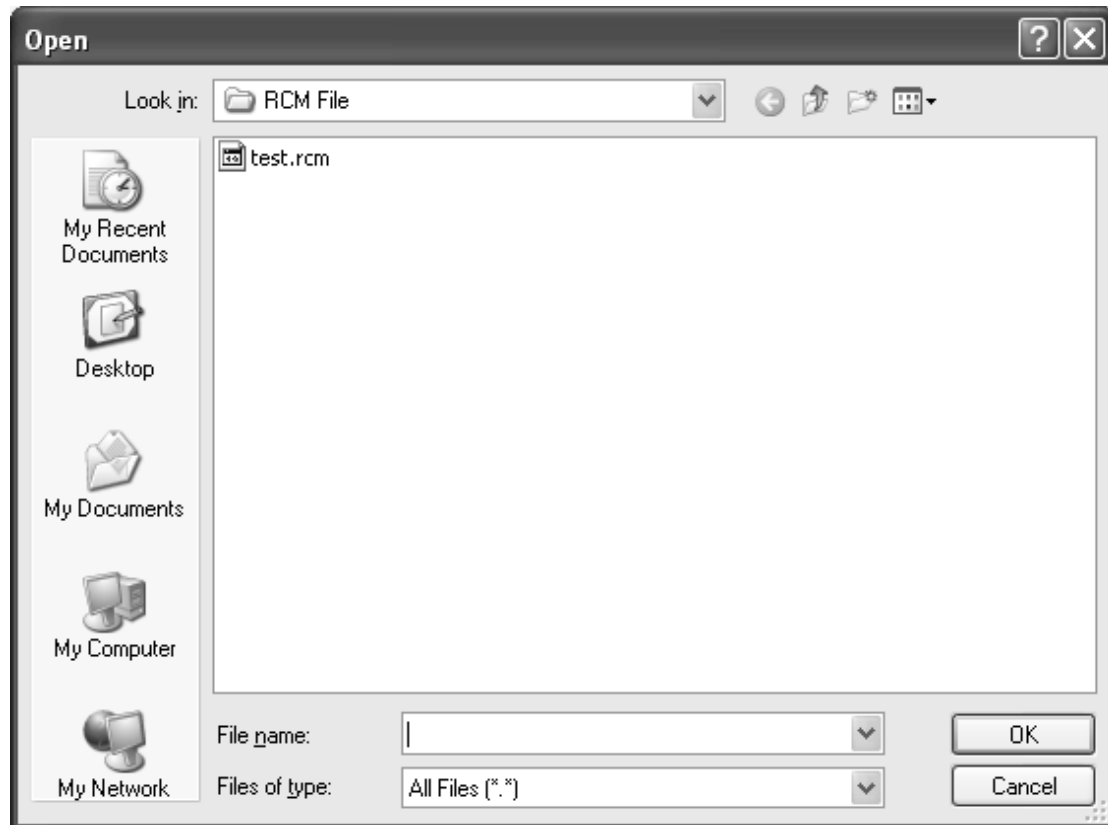 Open
Look in:
RCM File
test.rcm
My Recent
Documents
Desktop
My Documents
My Computer
My Network
File name:
OK
Files of type:
All Files (*.*)
Cancel